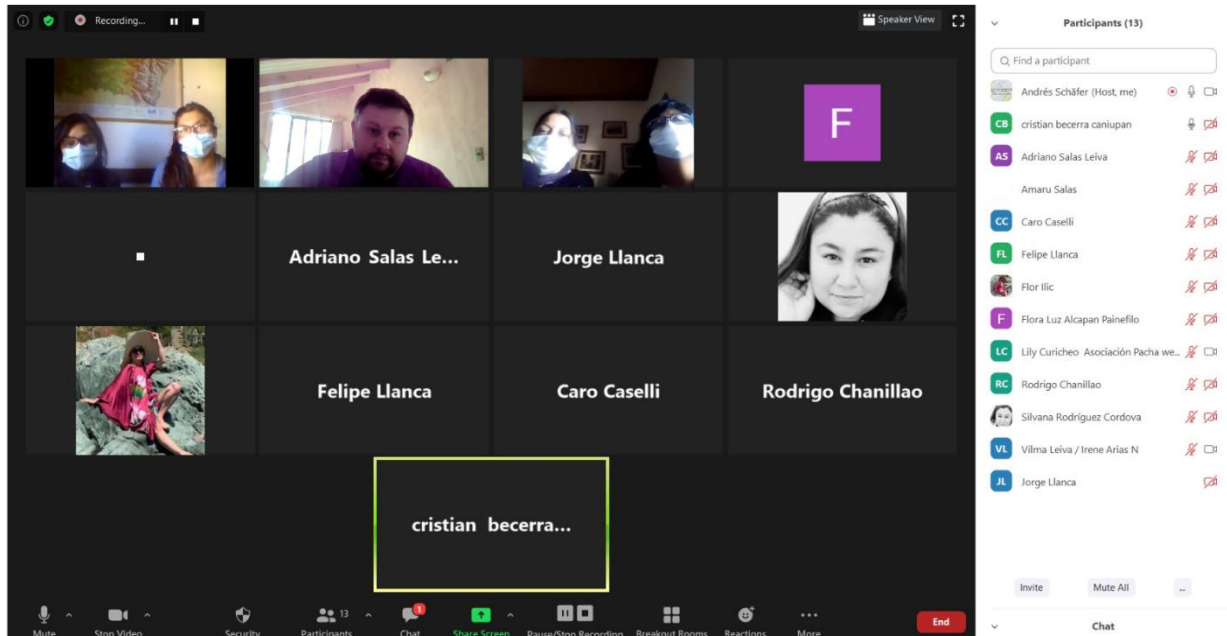 Recording...
Speaker View
F
Adriano Salas Le...
Jorge Llanca
Felipe Llanca
Caro Caselli
Rodrigo Chanillao
cristian becerra...
Mute
Stop Video
Security
Participants
13
Chat
1
Share Screen
Pause/Stop Recording
Breakout Rooms
Reactions
More
End
Participants (13)
Find a participant
Andrés Schäfer (Host, me)
CB cristian becerra caniupan
AS Adriano Salas Leiva
Amaru Salas
CC Caro Caselli
FL Felipe Llanca
Flor Ilic
F Flora Luz Alcapan Painefilo
LC Lily Curicheo Asociación Pacha we...
RC Rodrigo Chanillao
Silvana Rodríguez Cordova
VL Vilma Leiva / Irene Arias N
JL Jorge Llanca
Invite
Mute All
...
Chat